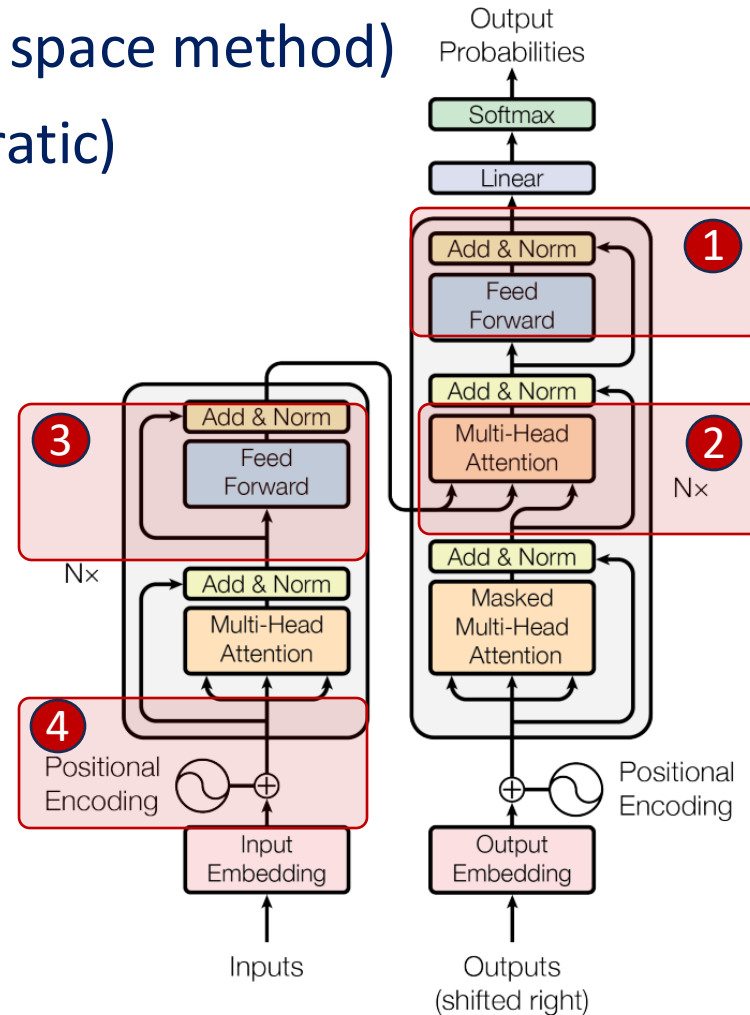 space method)
ratic)
Output
Probabilities
Softmax
Linear
1
Add & Norm
Feed
Forward
Add & Norm
2
Multi-Head
Attention
N×
Add & Norm
Masked
Multi-Head
Attention
Positional
Encoding
Output
Embedding
Outputs
(shifted right)
3
Add & Norm
Feed
Forward
N×
Add & Norm
Multi-Head
Attention
4
Positional
Encoding
Input
Embedding
Inputs